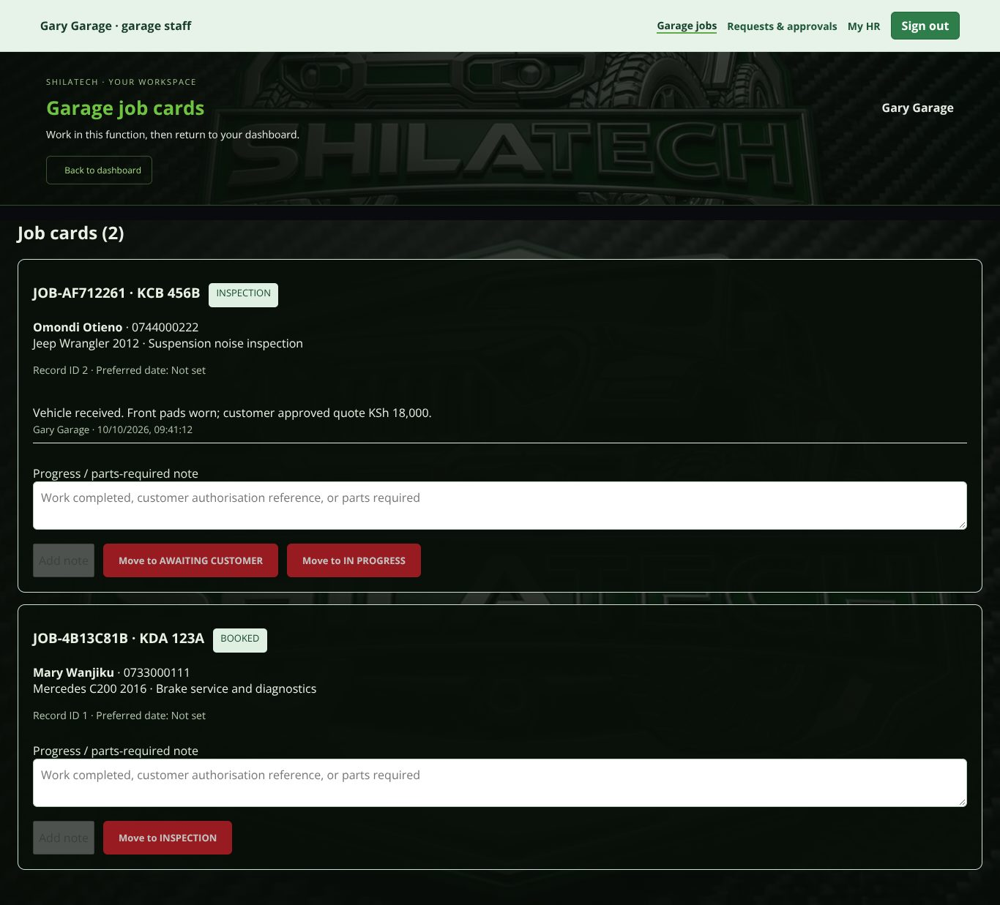 Gary Garage · garage staff
Garage jobs
Requests & approvals
My HR
Sign out
SHILATECH · YOUR WORKSPACE
Garage job cards
Gary Garage
Work in this function, then return to your dashboard.
SHILATECH
Back to dashboard
Job cards (2)
JOB-AF712261 · KCB 456B
INSPECTION
Omondi Otieno · 0744000222
Jeep Wrangler 2012 · Suspension noise inspection
Record ID 2 · Preferred date: Not set
Vehicle received. Front pads worn; customer approved quote KSh 18,000.
Gary Garage · 10/10/2026, 09:41:12
Progress / parts-required note
Work completed, customer authorisation reference, or parts required
Add note
Move to AWAITING CUSTOMER
Move to IN PROGRESS
SHILATECH
JOB-4B13C81B · KDA 123A
BOOKED
Mary Wanjiku · 0733000111
Mercedes C200 2016 · Brake service and diagnostics
Record ID 1 · Preferred date: Not set
Progress / parts-required note
Work completed, customer authorisation reference, or parts required
Add note
Move to INSPECTION